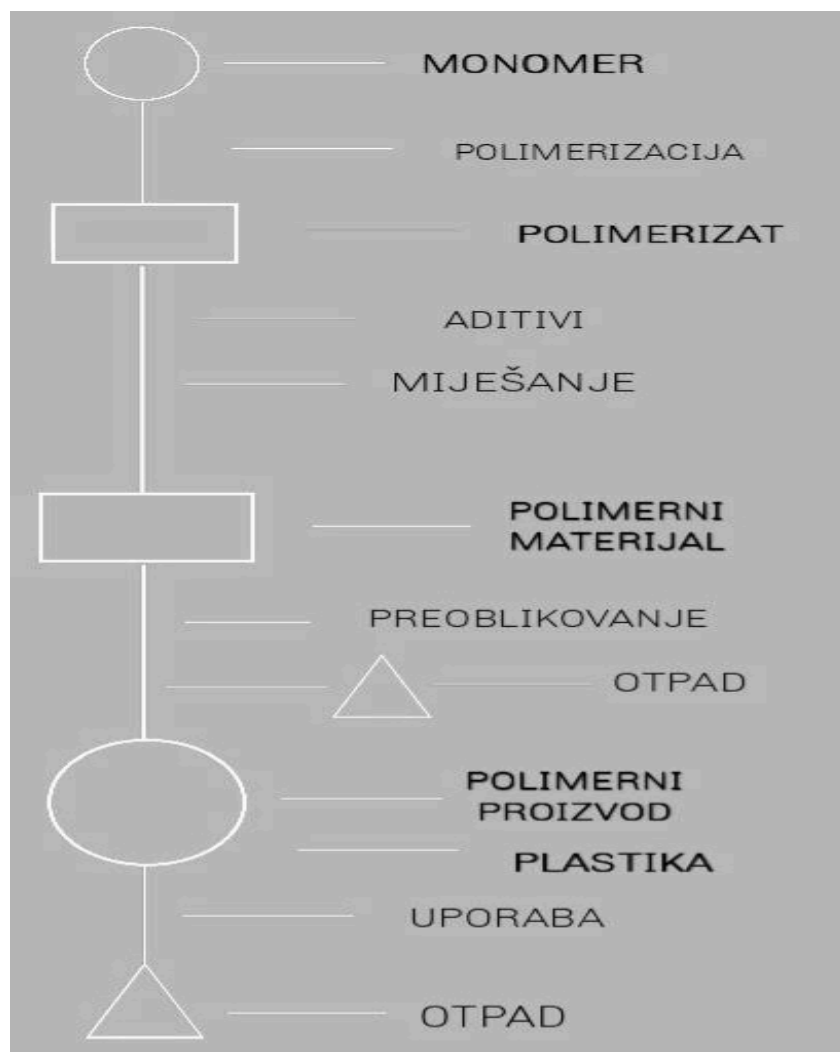 MONOMER
POLIMERIZACIJA
POLIMERIZAT
ADITIVI
MIJEŠANJE
POLIMERNI
MATERIJAL
PREOBLIKOVANJE
OTPAD
POLIMERNI
PROIZVOD
PLASTIKA
UPORABA
OTPAD